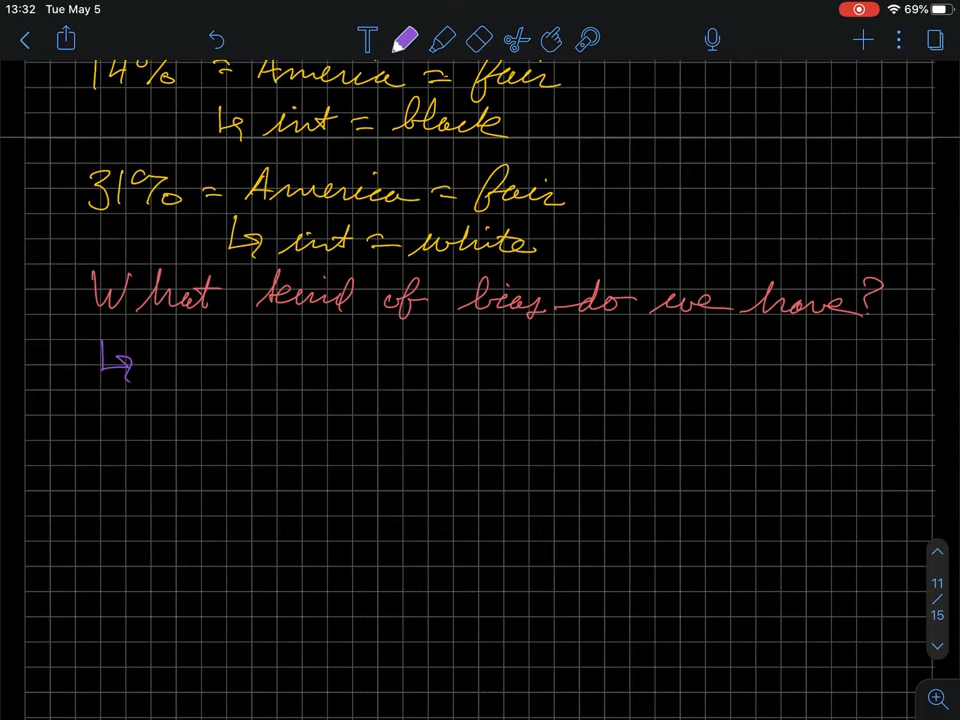 13:32 Tue May 5
69%
T
14% = America = fair
↳ int = black
31% = America = fair
↳ int = white
What kind of bias do we have?
↳
11
/
15